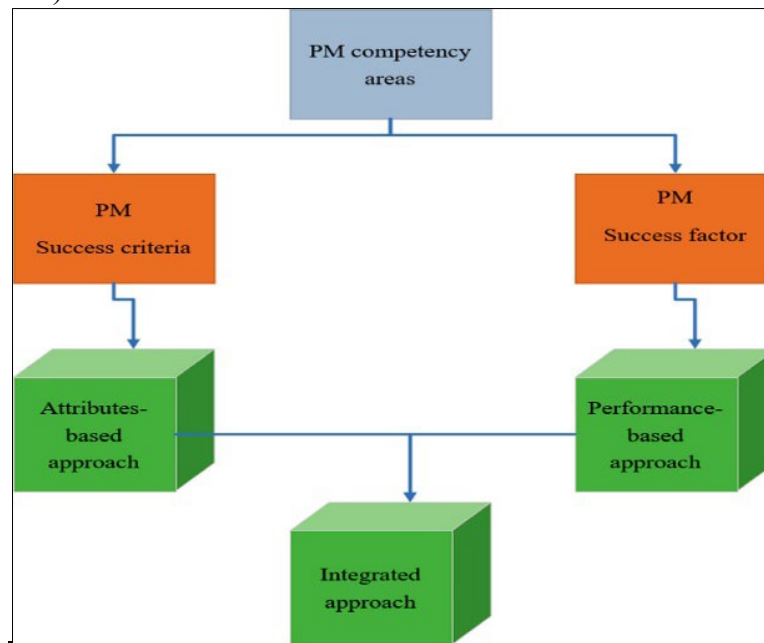 PM competency
areas
PM
Success criteria
PM
Success factor
Attributes-
based
approach
Performance-
based
approach
Integrated
approach